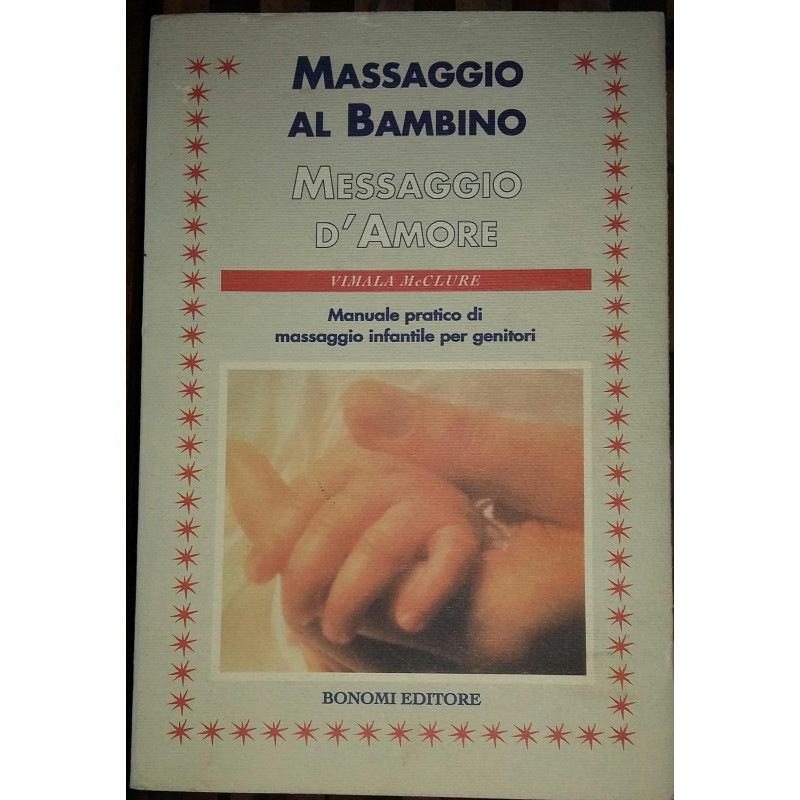 MASSAGGIO
AL BAMBINO
MESSAGGIO
D'AMORE
VIMALA McCLURE
Manuale pratico di
massaggio infantile per genitori
BONOMI EDITORE